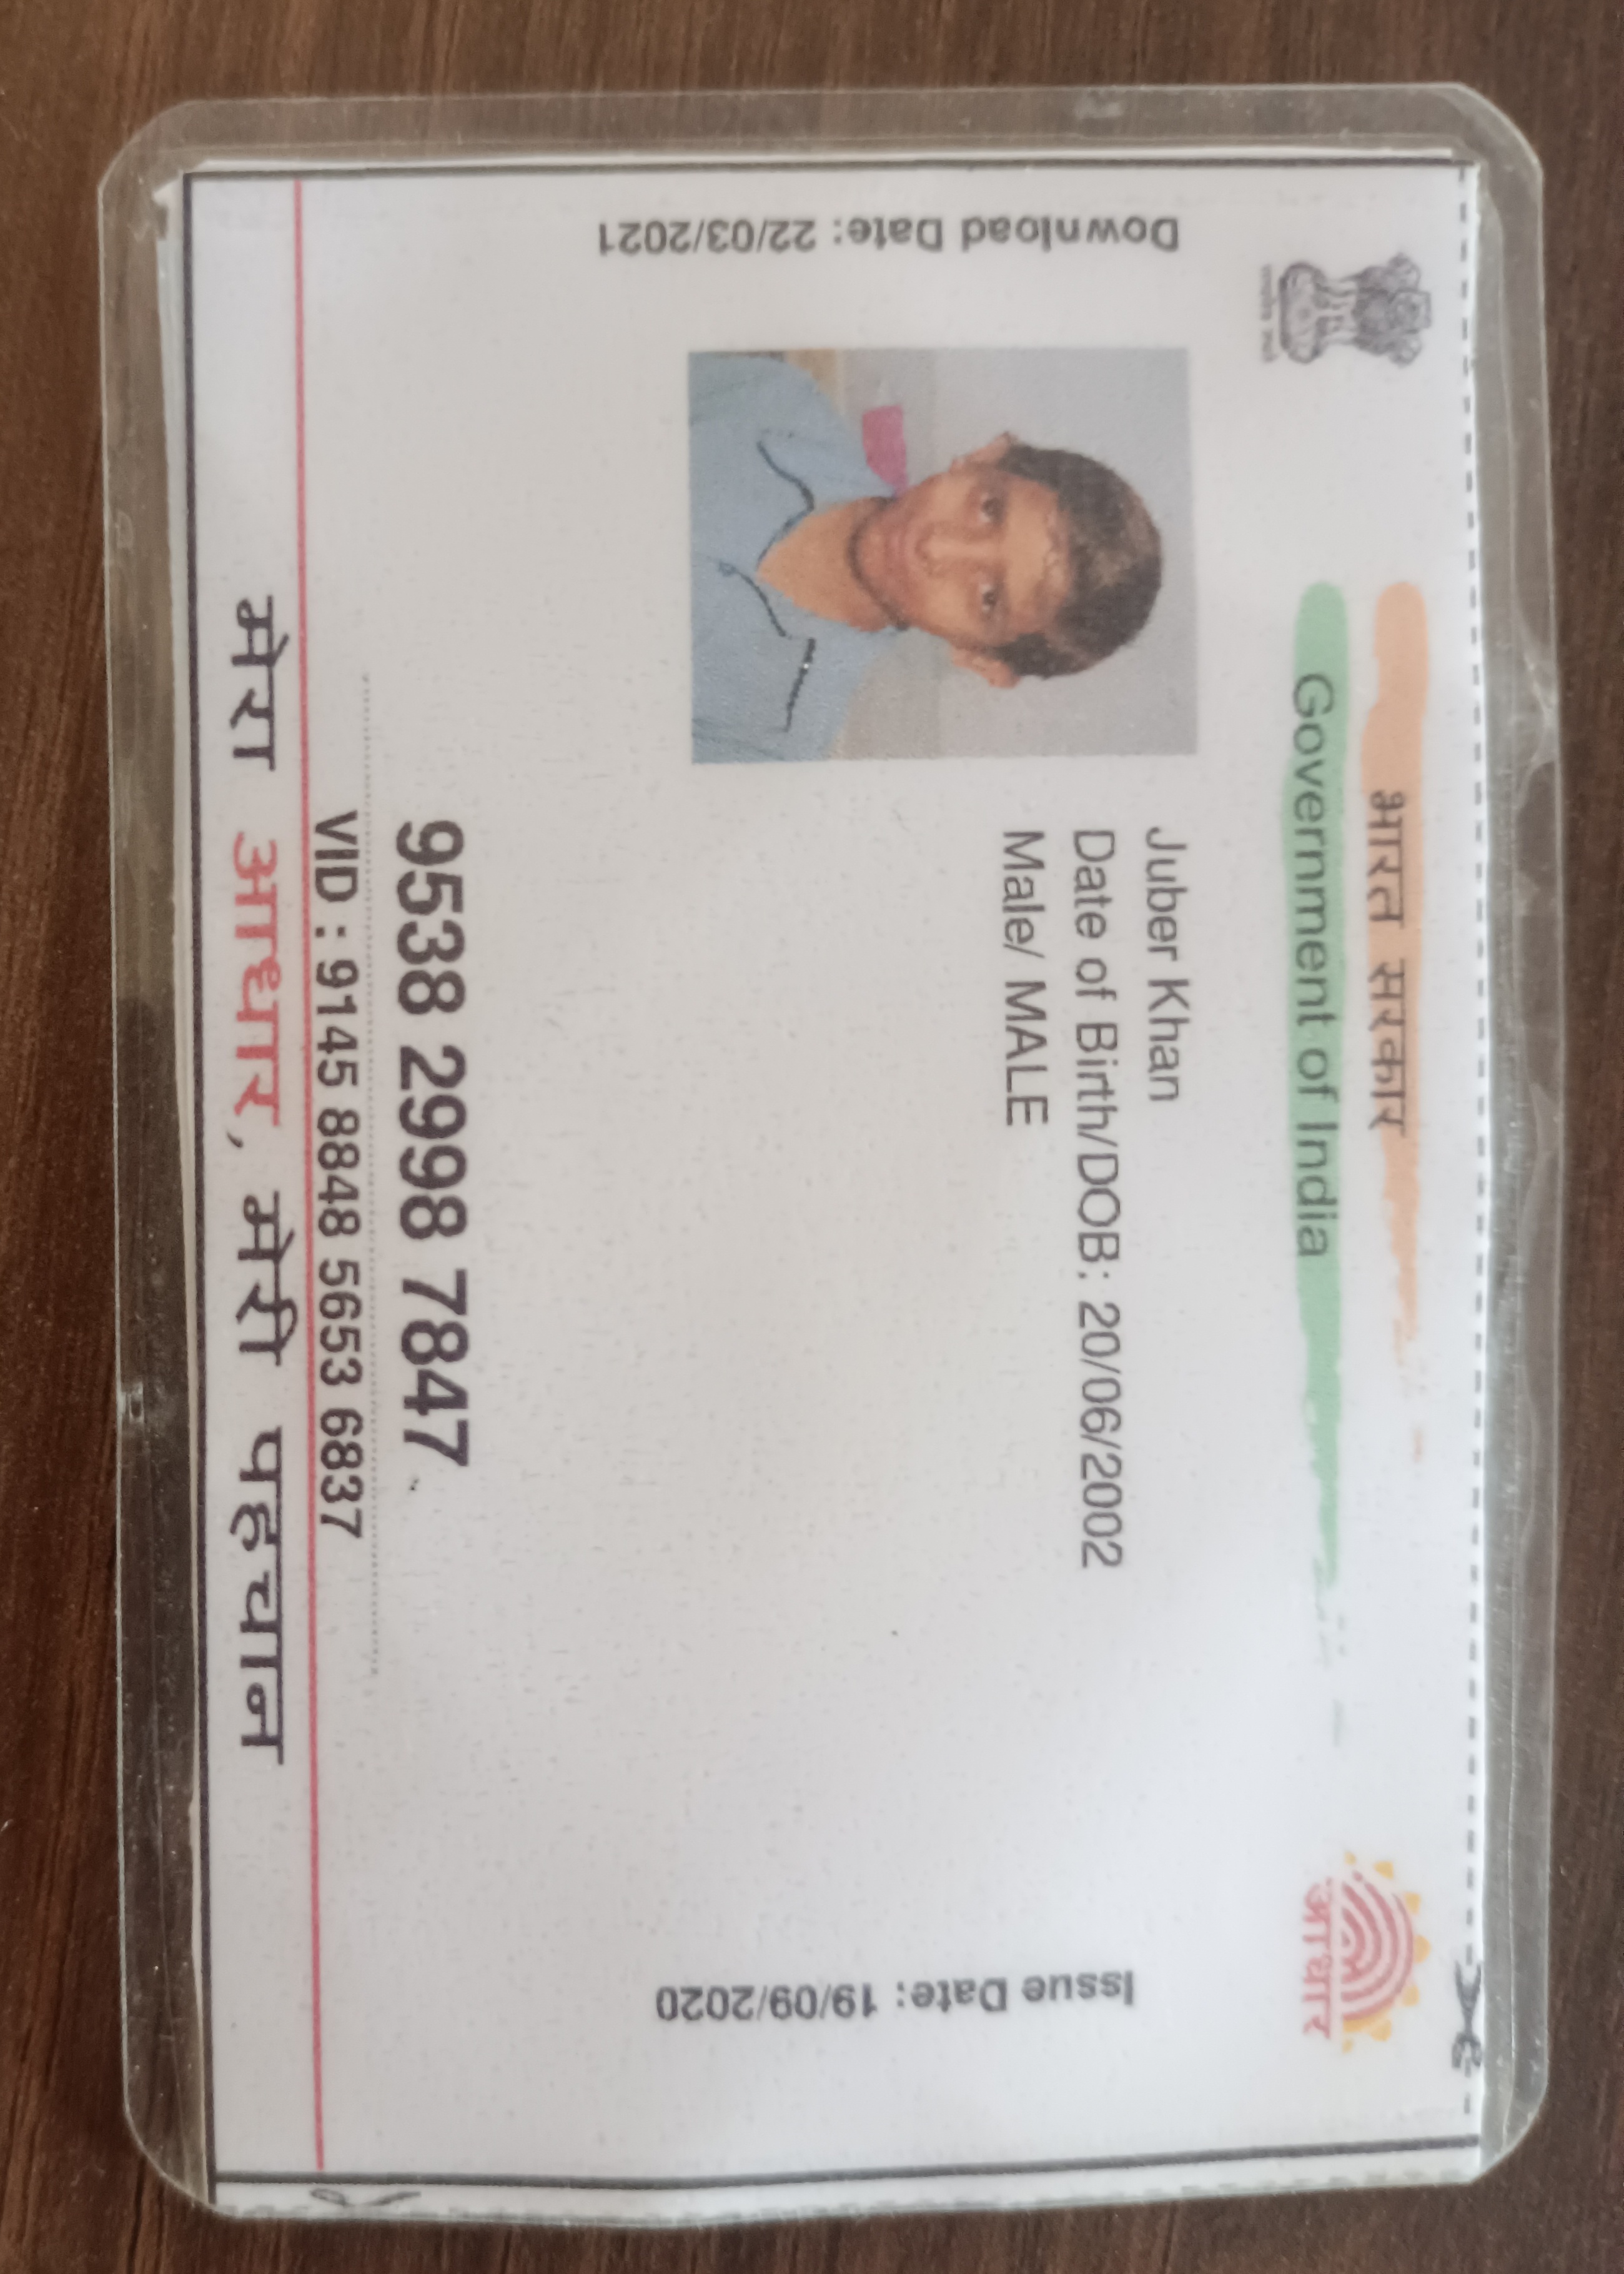 भारत सरकार
Government of India
Download Date: 22/03/2021
Juber Khan
Date of Birth/DOB: 20/06/2002
Male/ MALE
Issue Date: 19/09/2020
आधार
9538 2998 7847
VID : 9145 8848 5653 6837
मेरा आधार, मेरी पहचान